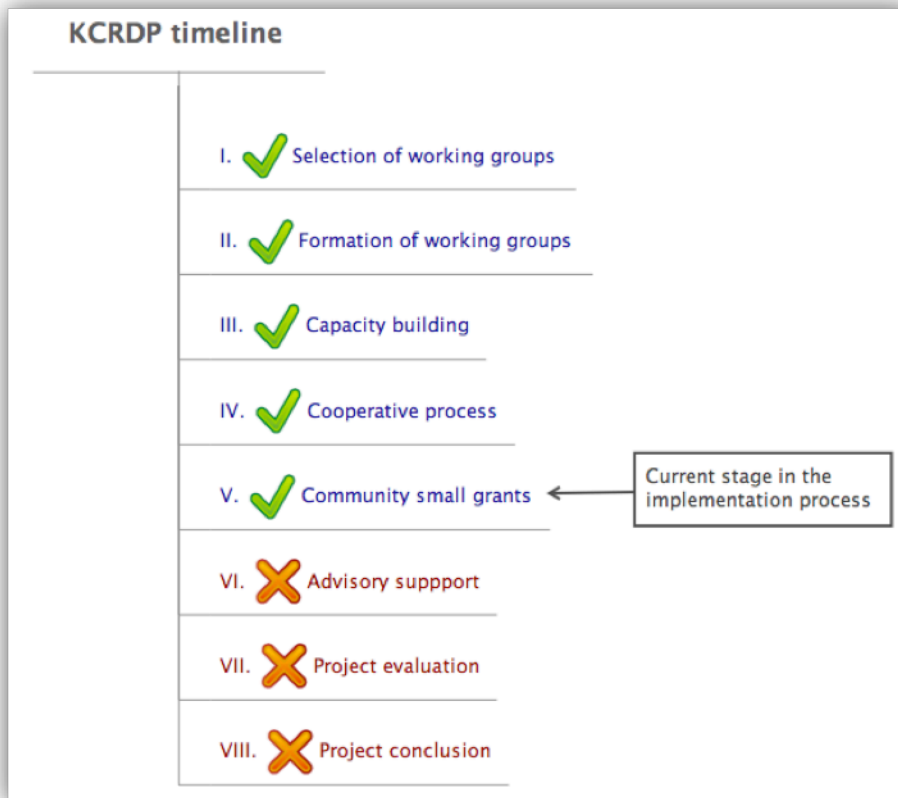 KCRDP timeline
I. Selection of working groups
II. Formation of working groups
III. Capacity building
IV. Cooperative process
V. Community small grants
Current stage in the
implementation process
VI. Advisory suppport
VII. Project evaluation
VIII. Project conclusion